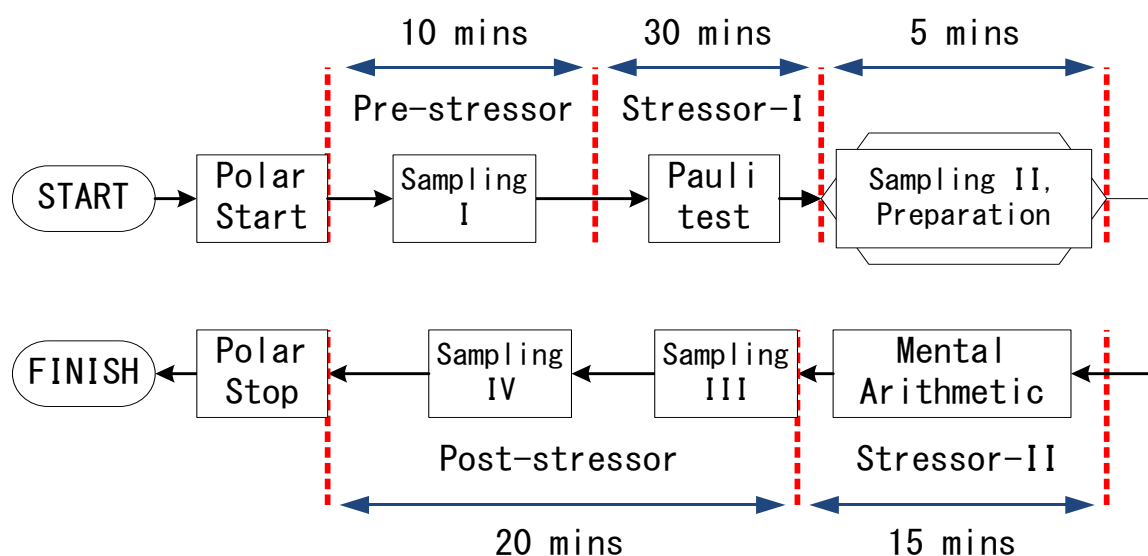 10 mins
30 mins
5 mins
Pre-stressor
Stressor-I
START
Polar
Start
Sampling
I
Pauli
test
Sampling II,
Preparation
FINISH
Polar
Stop
Sampling
IV
Sampling
III
Mental
Arithmetic
Post-stressor
Stressor-II
20 mins
15 mins